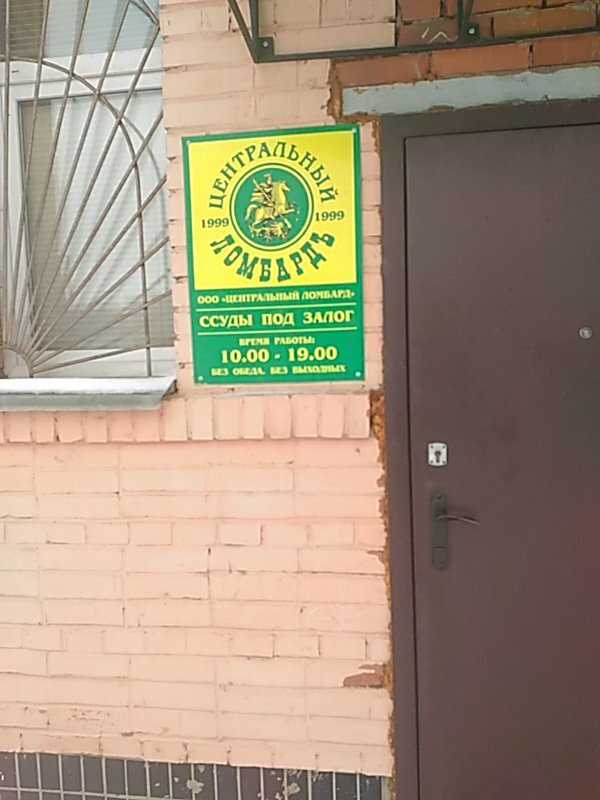 ЦЕНТРАЛЬНЫЙ
1999 1999
ЛОМБАРДЪ
ООО «ЦЕНТРАЛЬНЫЙ ЛОМБАРД»
ССУДЫ ПОД ЗАЛОГ
ВРЕМЯ РАБОТЫ:
10.00 - 19.00
БЕЗ ОБЕДА. БЕЗ ВЫХОДНЫХ